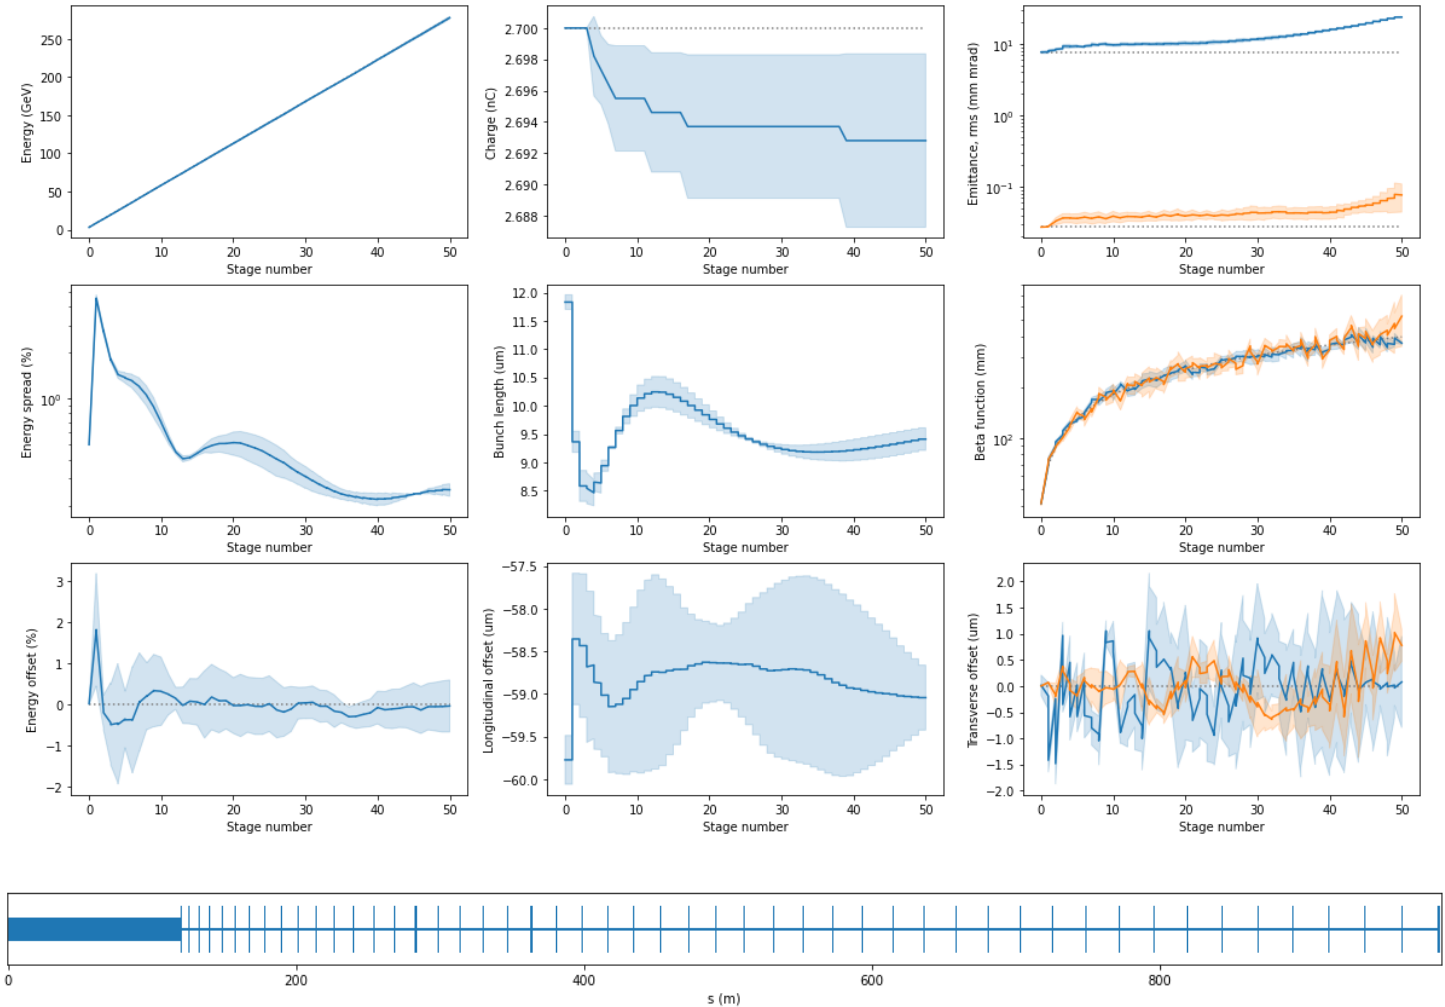 Energy (GeV)
250
200
150
100
50
0
0 10 20 30 40 50
Stage number
Charge (nC)
2.700
2.698
2.696
2.694
2.692
2.690
2.688
0 10 20 30 40 50
Stage number
Emittance, rms (mm mrad)
10¹
10⁰
10⁻¹
0 10 20 30 40 50
Stage number
Energy spread (%)
10⁰
0 10 20 30 40 50
Stage number
Bunch length (um)
12.0
11.5
11.0
10.5
10.0
9.5
9.0
8.5
0 10 20 30 40 50
Stage number
Beta function (mm)
10²
0 10 20 30 40 50
Stage number
Energy offset (%)
3
2
1
0
−1
−2
0 10 20 30 40 50
Stage number
Longitudinal offset (um)
−57.5
−58.0
−58.5
−59.0
−59.5
−60.0
0 10 20 30 40 50
Stage number
Transverse offset (um)
2.0
1.5
1.0
0.5
0.0
−0.5
−1.0
−1.5
−2.0
0 10 20 30 40 50
Stage number
0 200 400 600 800
s (m)